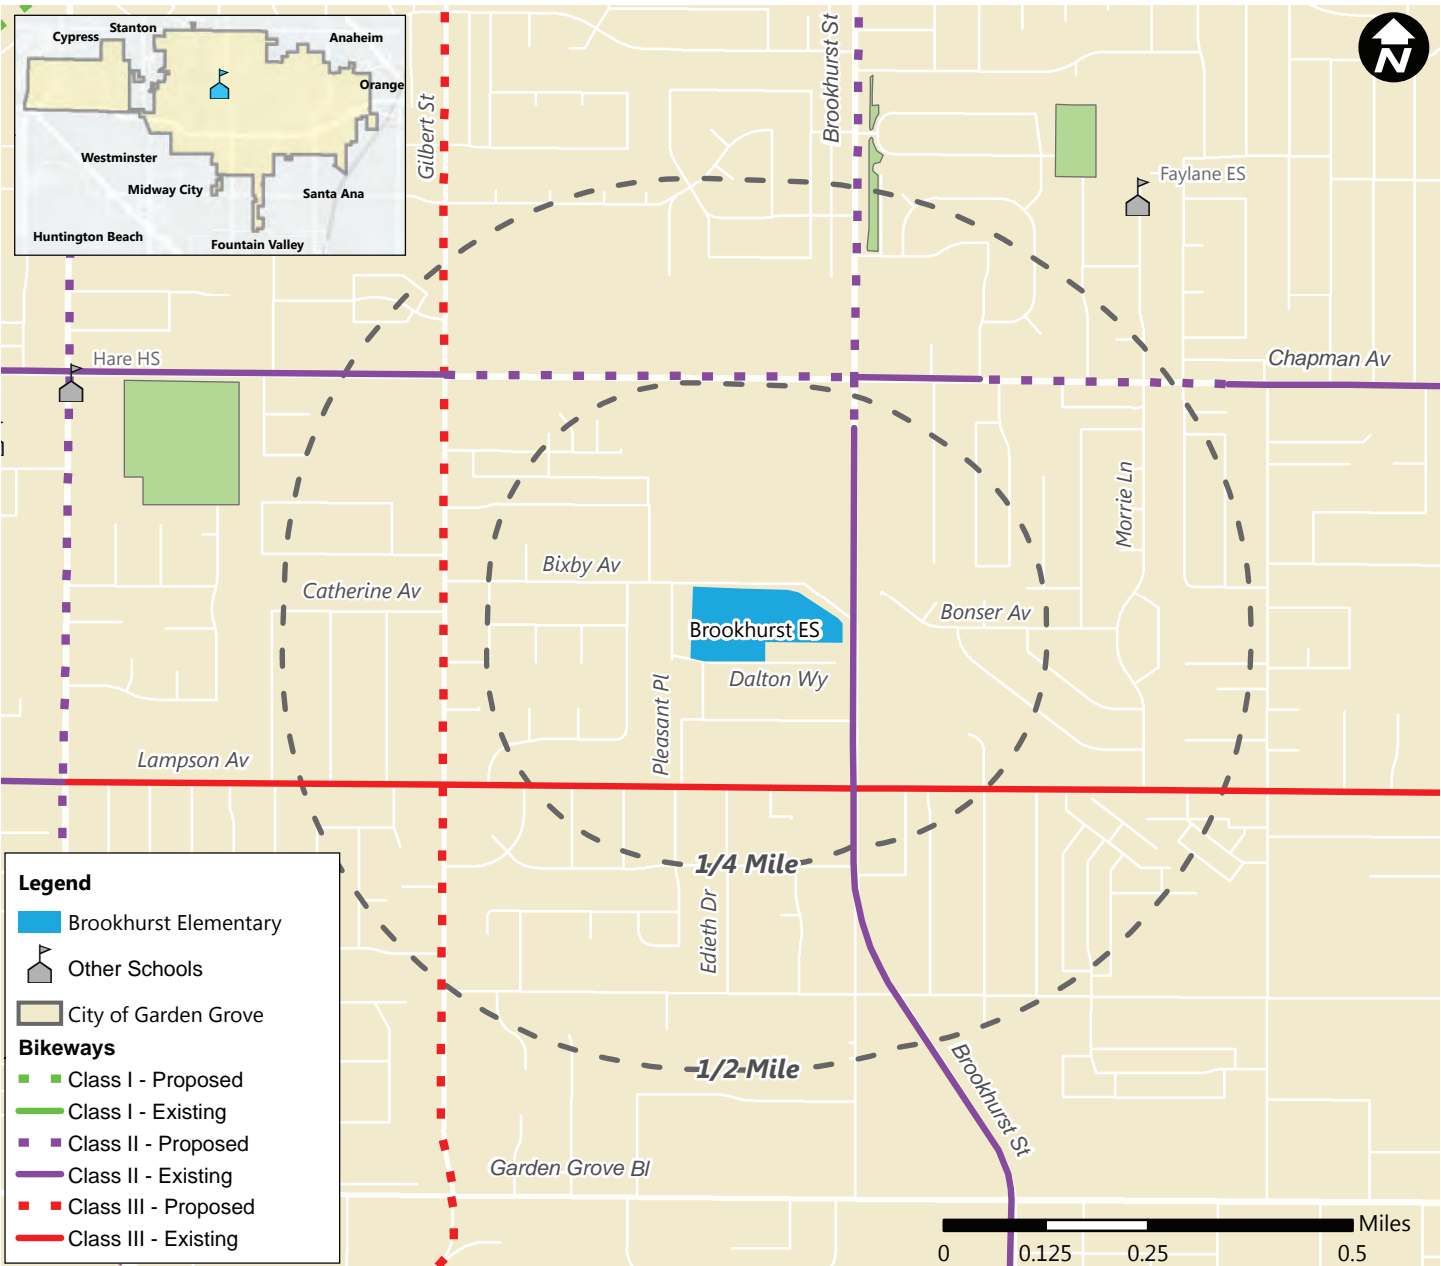 Stanton
Cypress
Anaheim
Orange
Westminster
Midway City
Santa Ana
Huntington Beach
Fountain Valley
Gilbert St
Brookhurst St
N
Faylane ES
Hare HS
Chapman Av
Morrie Ln
Bixby Av
Catherine Av
Bonser Av
Brookhurst ES
Dalton Wy
Pleasant Pl
Lampson Av
1/4 Mile
Edieth Dr
1/2 Mile
Brookhurst St
Garden Grove Bl
Legend
Brookhurst Elementary
Other Schools
City of Garden Grove
Bikeways
Class I - Proposed
Class I - Existing
Class II - Proposed
Class II - Existing
Class III - Proposed
Class III - Existing
Miles
0 0.125 0.25 0.5